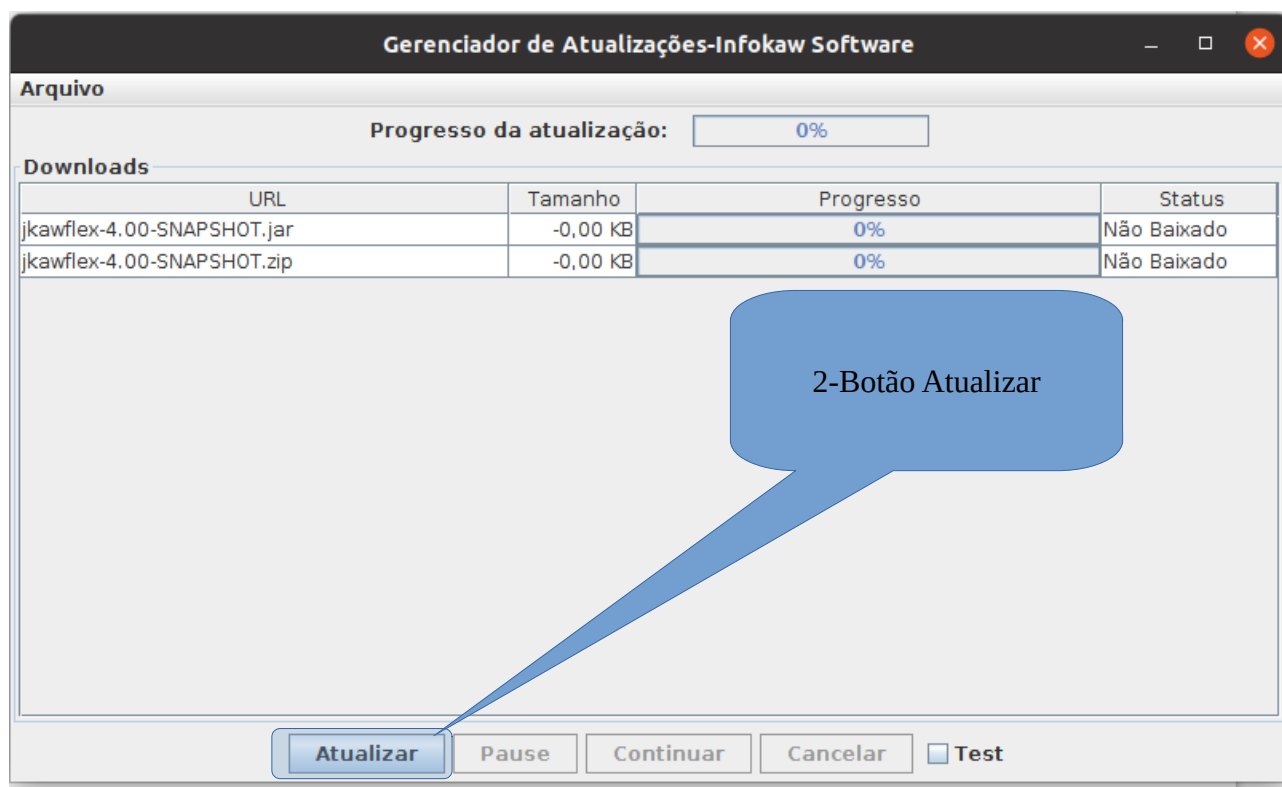 Gerenciador de Atualizações-Infokaw Software
Arquivo
Progresso da atualização: 0%
Downloads
URL Tamanho Progresso Status
jkawflex-4.00-SNAPSHOT.jar -0,00 KB 0% Não Baixado
jkawflex-4.00-SNAPSHOT.zip -0,00 KB 0% Não Baixado
2-Botão Atualizar
Atualizar Pause Continuar Cancelar Test